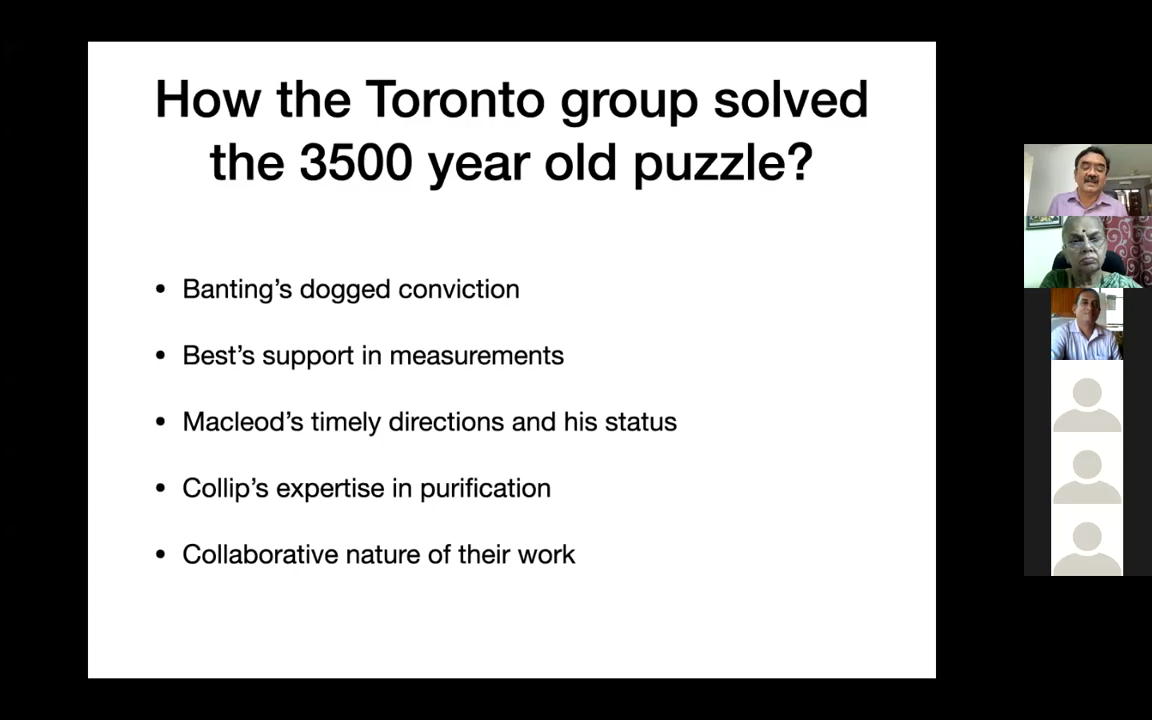 How the Toronto group solved
the 3500 year old puzzle?
• Banting’s dogged conviction
• Best’s support in measurements
• Macleod’s timely directions and his status
• Collip’s expertise in purification
• Collaborative nature of their work